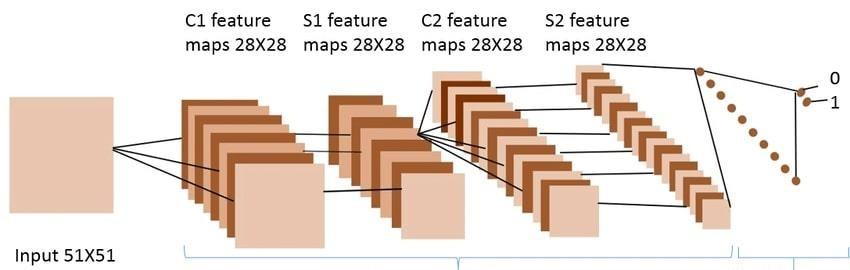 C1 feature
maps 28X28
S1 feature
maps 28X28
C2 feature
maps 28X28
S2 feature
maps 28X28
0
1
Input 51X51